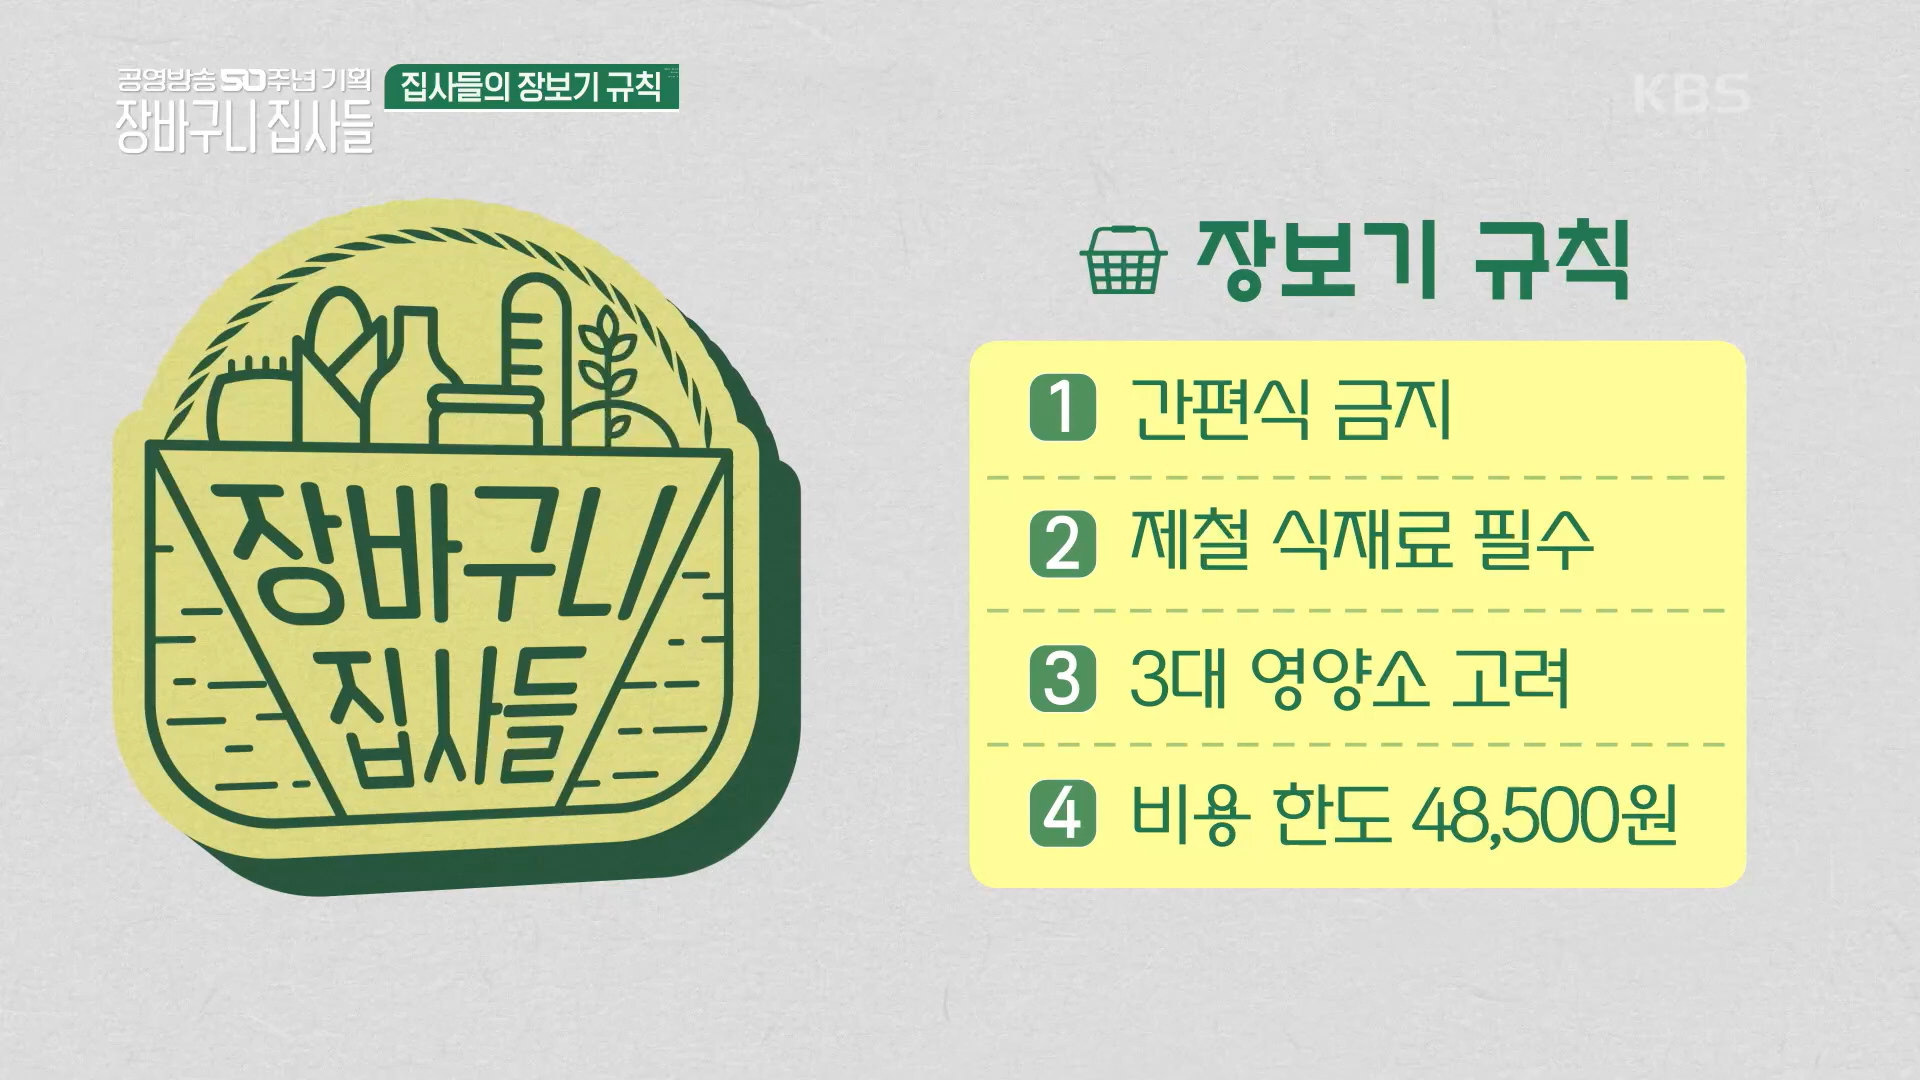 공영방송 50주년 기획
장바구니 집사들
집사들의 장보기 규칙
KBS
장바구니
집사들
장보기 규칙
1 간편식 금지
2 제철 식재료 필수
3 3대 영양소 고려
4 비용 한도 48,500원